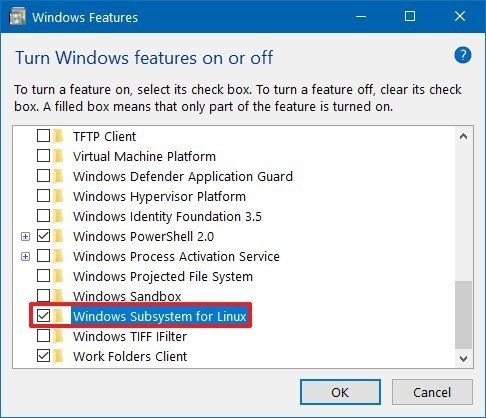 Windows Features
Turn Windows features on or off
To turn a feature on, select its check box. To turn a feature off, clear its check
box. A filled box means that only part of the feature is turned on.
TFTP Client
Virtual Machine Platform
Windows Defender Application Guard
Windows Hypervisor Platform
Windows Identity Foundation 3.5
Windows PowerShell 2.0
Windows Process Activation Service
Windows Projected File System
Windows Sandbox
Windows Subsystem for Linux
Windows TIFF IFilter
Work Folders Client
OK Cancel